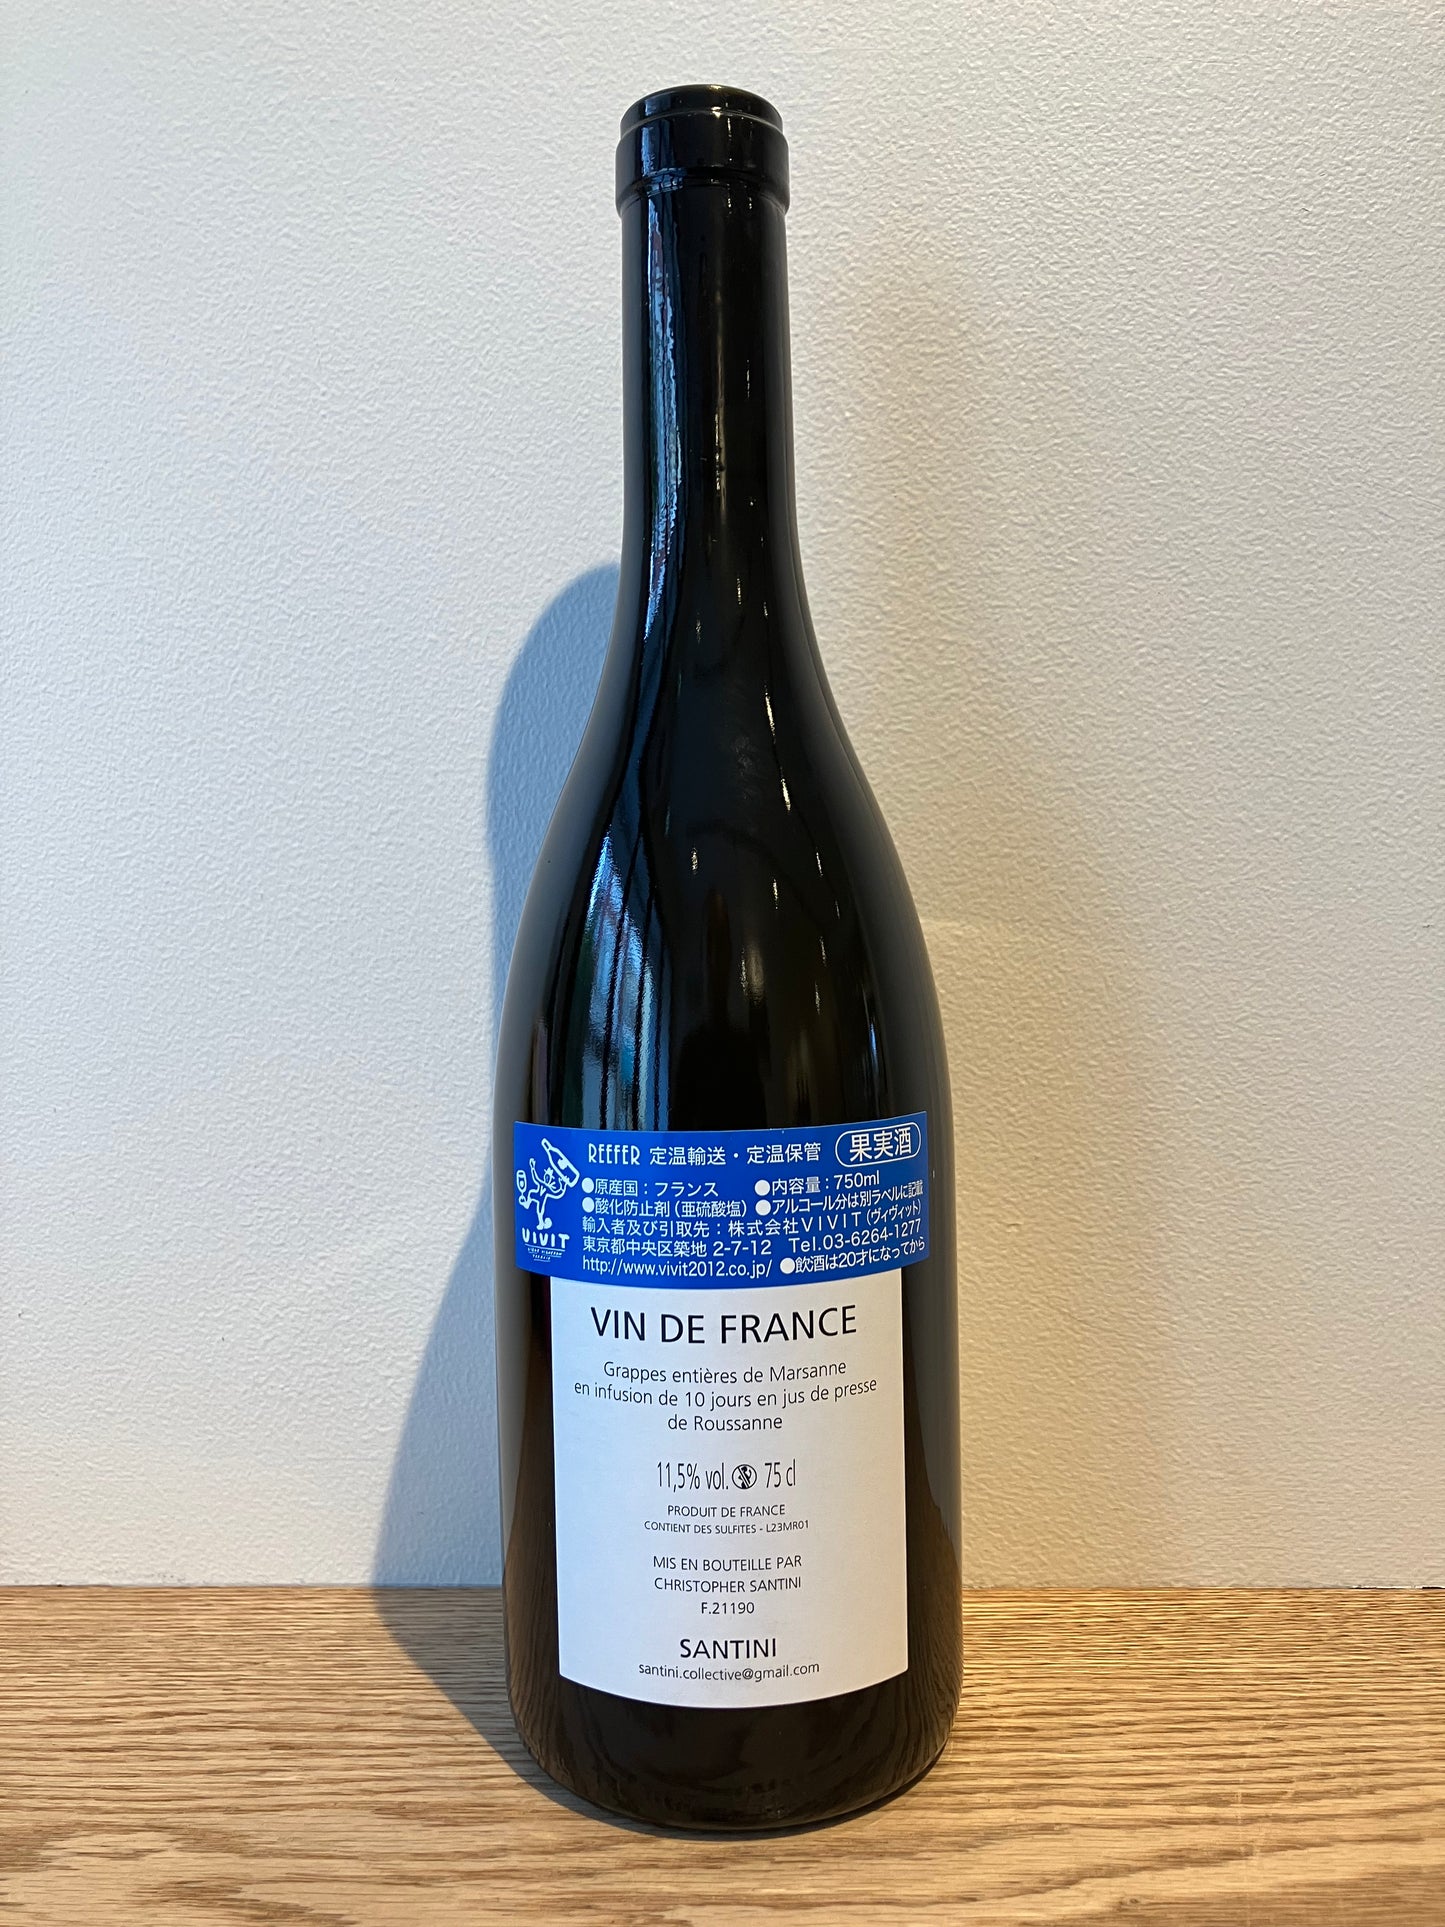 REEFER 定温輸送・定温保管 果実酒
●原産国：フランス ●内容量：750ml
●酸化防止剤（亜硫酸塩）●アルコール分は別ラベルに記載
輸入者及び引取先：株式会社VIVIT（ヴィヴィット）
東京都中央区築地 2-7-12 Tel.03-6264-1277
http://www.vivit2012.co.jp/ ●飲酒は20才になってから
VIVIT
VIN DE FRANCE
Grappes entières de Marsanne
en infusion de 10 jours en jus de presse
de Roussanne
11,5% vol. 75 cl
PRODUIT DE FRANCE
CONTIENT DES SULFITES - L23MR01
MIS EN BOUTEILLE PAR
CHRISTOPHER SANTINI
F.21190
SANTINI
santini.collective@gmail.com